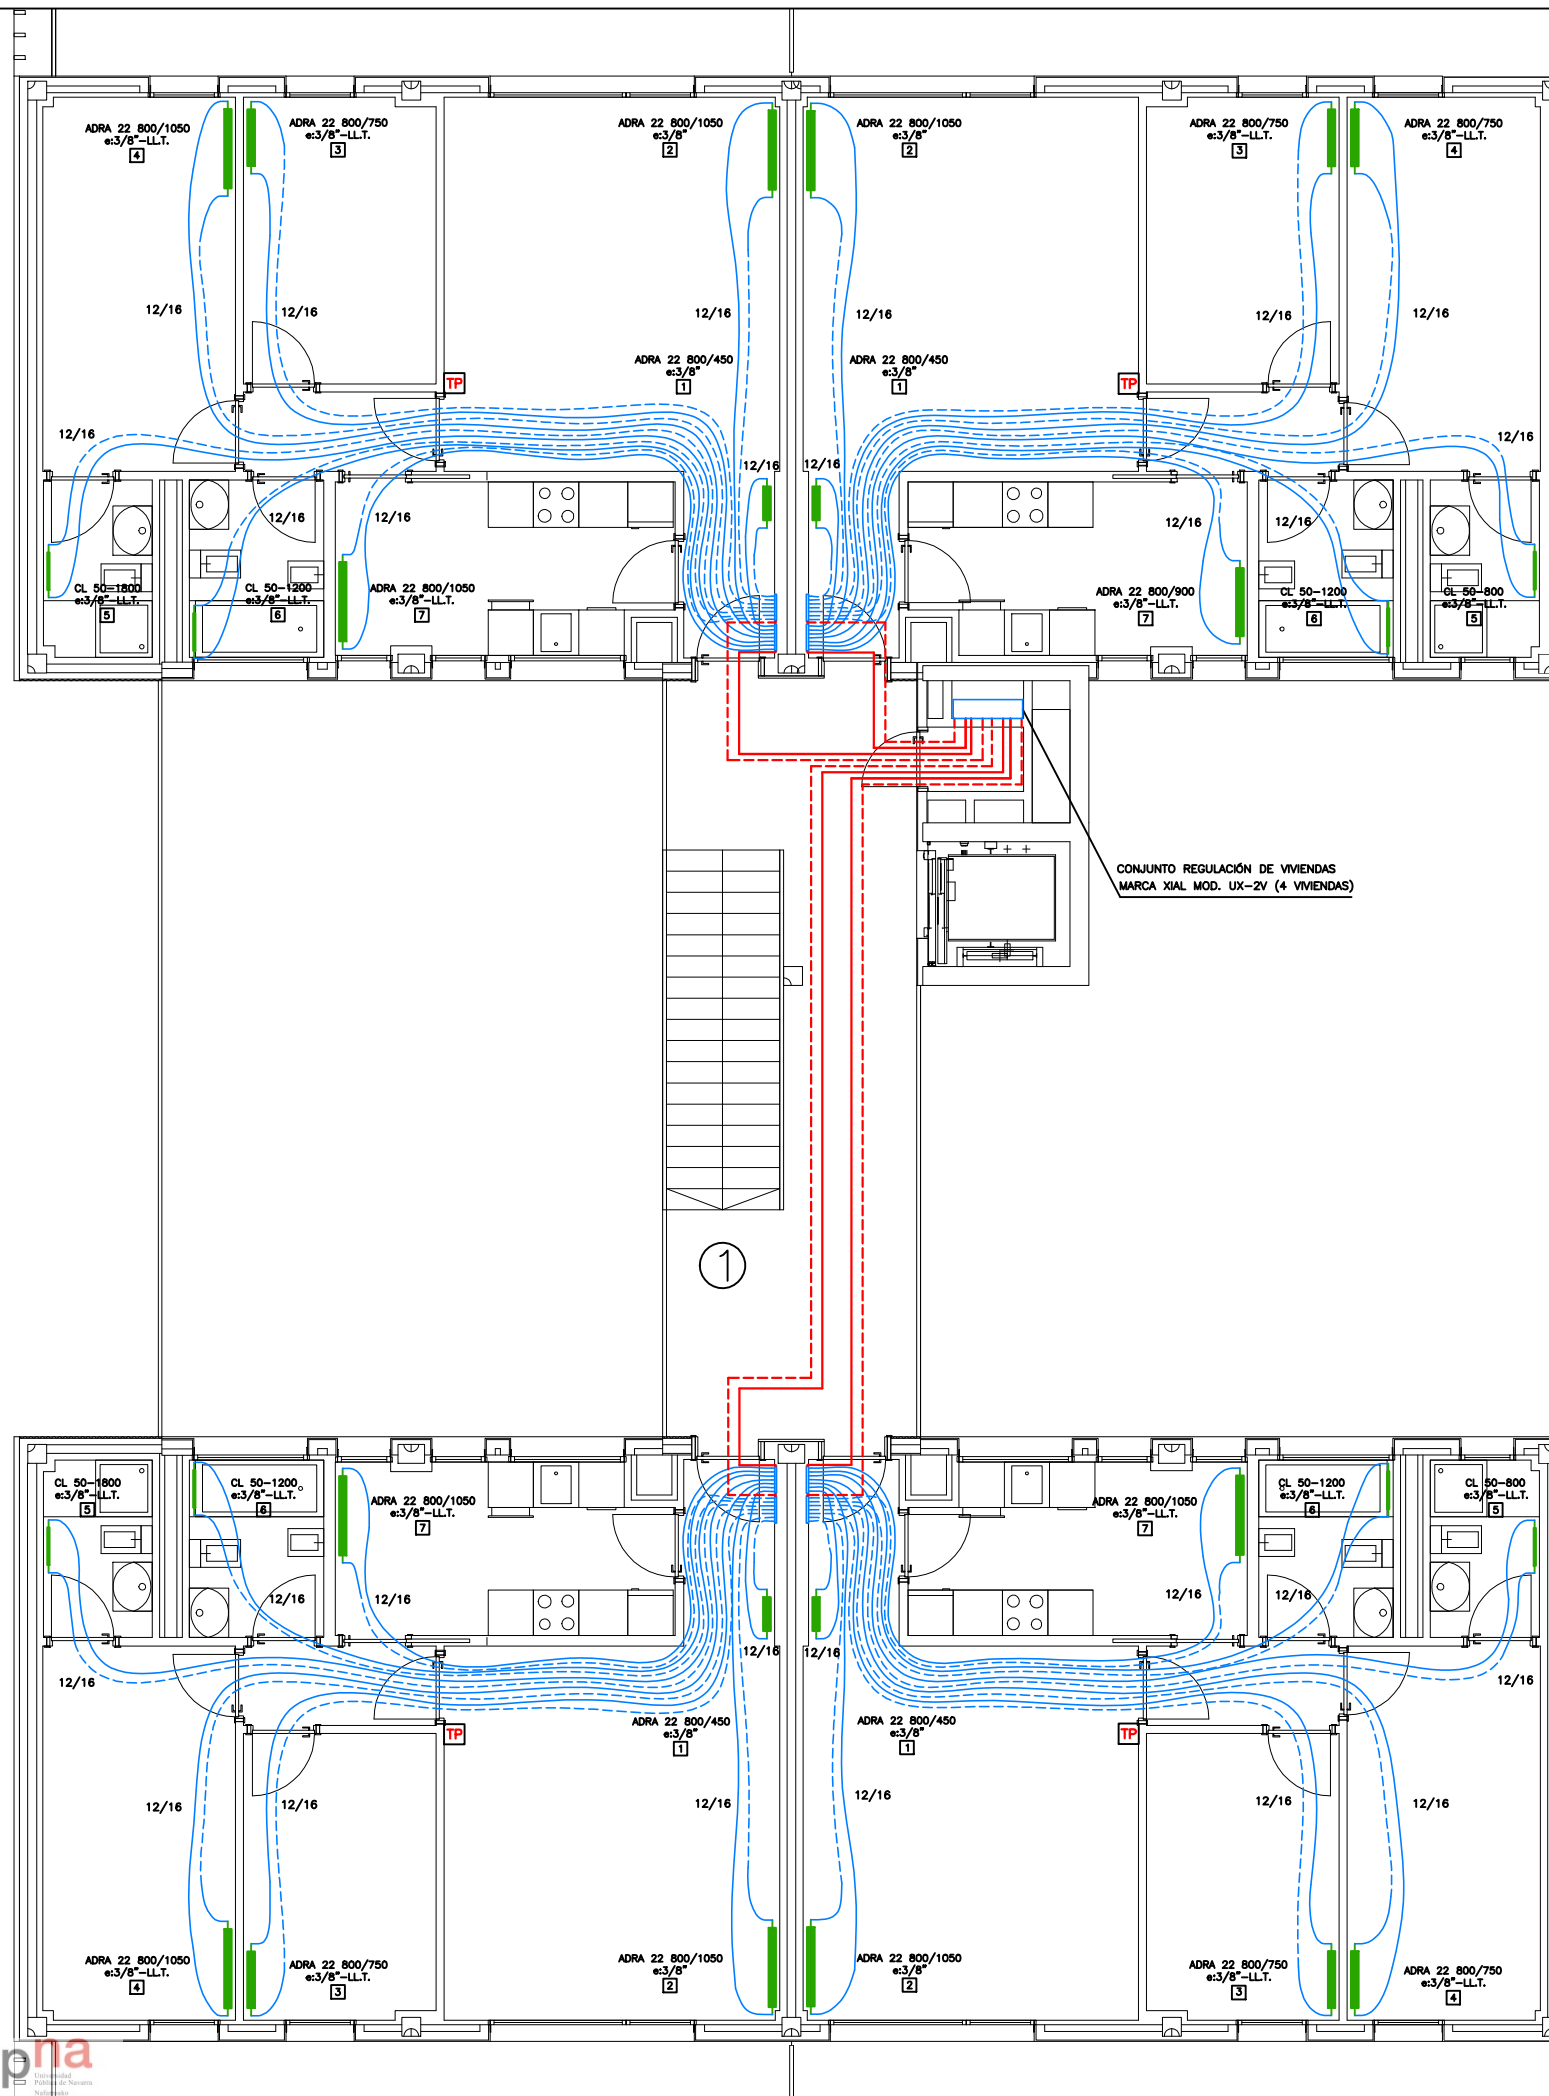 ADRA 22 800/1050
e:3/8"-LL.T.
4
ADRA 22 800/750
e:3/8"-LL.T.
3
ADRA 22 800/1050
e:3/8"
2
ADRA 22 800/1050
e:3/8"
2
ADRA 22 800/750
e:3/8"-LL.T.
3
ADRA 22 800/750
e:3/8"-LL.T.
4
12/16
12/16
12/16
12/16
12/16
12/16
ADRA 22 800/450
e:3/8"
1
ADRA 22 800/450
e:3/8"
1
TP
TP
12/16
12/16
12/16
12/16
12/16
12/16
12/16
12/16
CL 50-1800
e:3/8"-LL.T.
5
CL 50-1200
e:3/8"-LL.T.
6
ADRA 22 800/1050
e:3/8"-LL.T.
7
ADRA 22 800/900
e:3/8"-LL.T.
7
CL 50-1200
e:3/8"-LL.T.
6
CL 50-800
e:3/8"-LL.T.
5
CONJUNTO REGULACIÓN DE VIVIENDAS
MARCA XIAL MOD. UX-2V (4 VIVIENDAS)
1
CL 50-1800
e:3/8"-LL.T.
5
CL 50-1200
e:3/8"-LL.T.
6
ADRA 22 800/1050
e:3/8"-LL.T.
7
ADRA 22 800/1050
e:3/8"-LL.T.
7
CL 50-1200
e:3/8"-LL.T.
6
CL 50-800
e:3/8"-LL.T.
5
12/16
12/16
12/16
12/16
12/16
12/16
12/16
12/16
ADRA 22 800/450
e:3/8"
1
ADRA 22 800/450
e:3/8"
1
TP
TP
12/16
12/16
12/16
12/16
12/16
12/16
ADRA 22 800/1050
e:3/8"-LL.T.
4
ADRA 22 800/750
e:3/8"-LL.T.
3
ADRA 22 800/1050
e:3/8"
2
ADRA 22 800/1050
e:3/8"
2
ADRA 22 800/750
e:3/8"-LL.T.
3
ADRA 22 800/750
e:3/8"-LL.T.
4
pna
Universidad
Pública de Navarra
Nafarroako